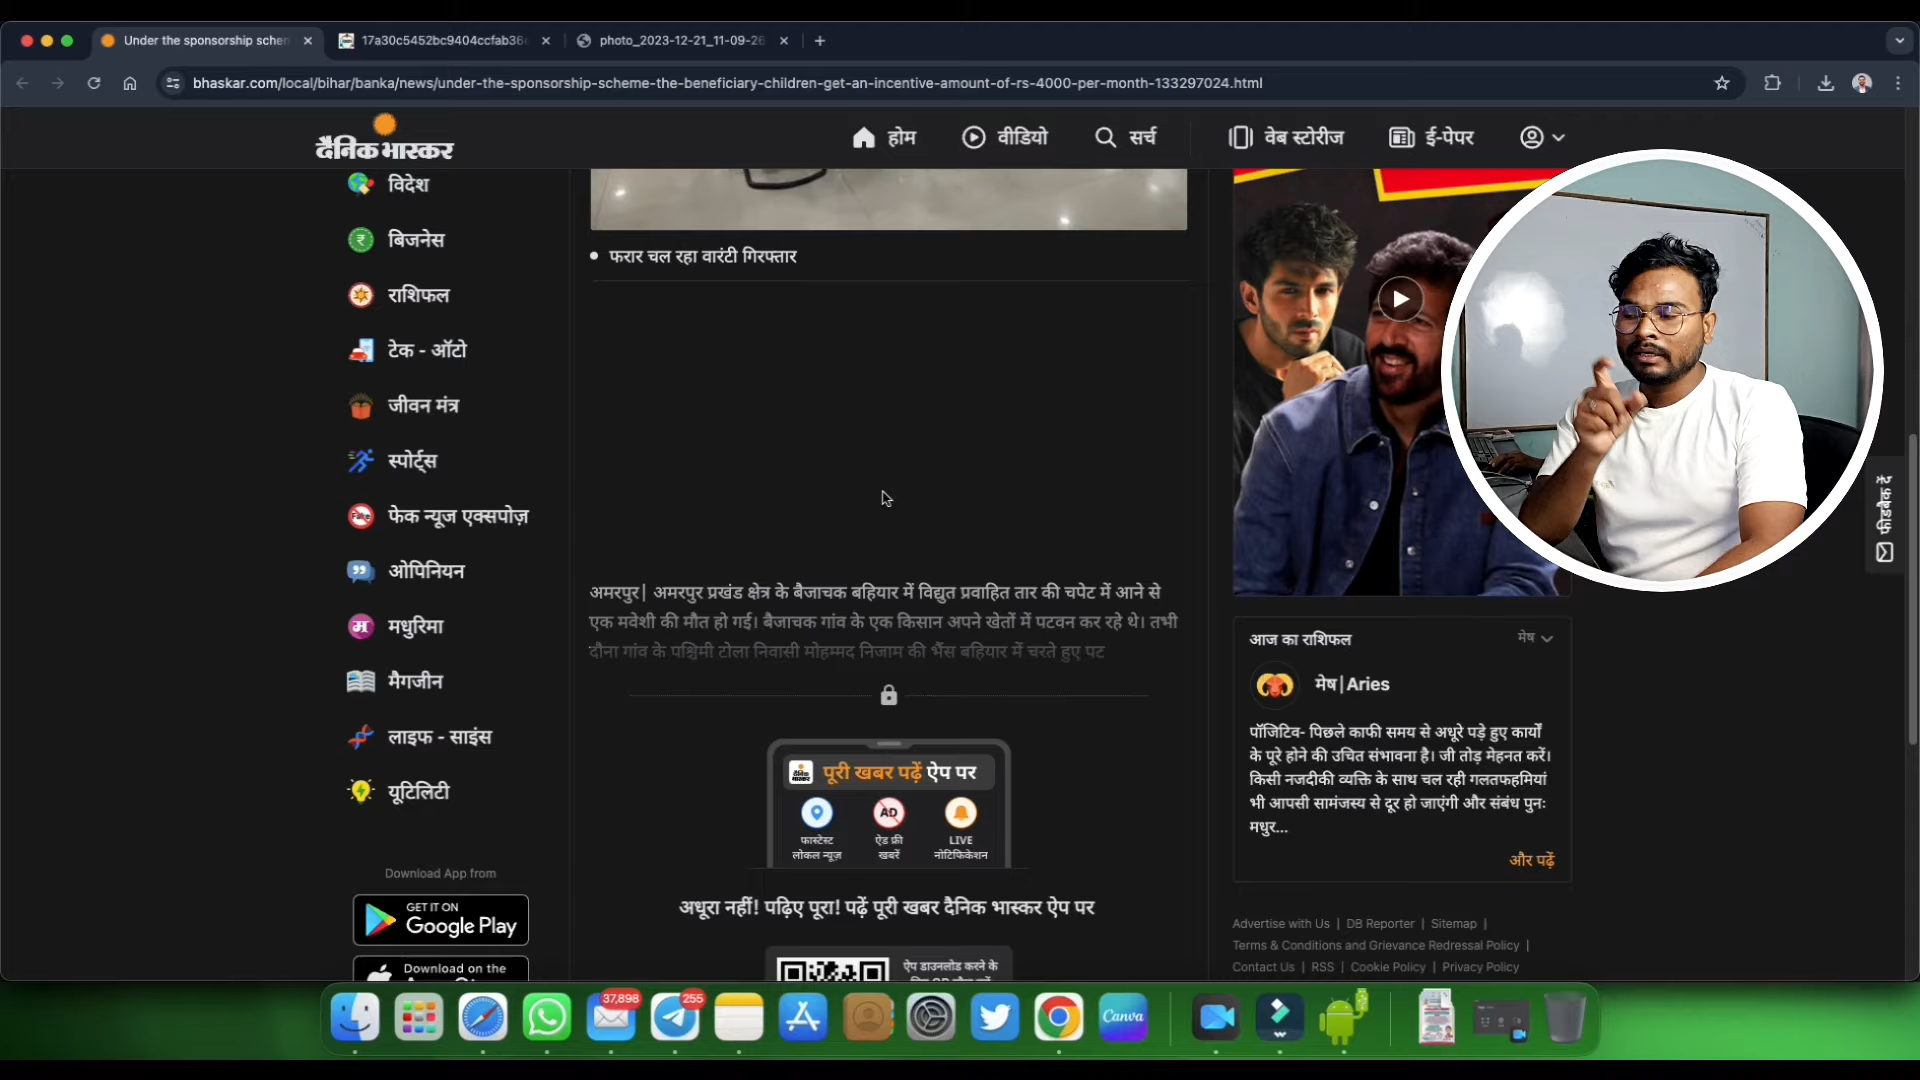 Under the sponsorship schem
17a30c5452bc9404ccfab36
photo_2023-12-21_11-09-26
bhaskar.com/local/bihar/banka/news/under-the-sponsorship-scheme-the-beneficiary-children-get-an-incentive-amount-of-rs-4000-per-month-133297024.html
दैनिक भास्कर
होम
वीडियो
सर्च
वेब स्टोरीज
ई-पेपर
विदेश
बिजनेस
राशिफल
टेक - ऑटो
जीवन मंत्र
स्पोर्ट्स
फेक न्यूज एक्सपोज़
ओपिनियन
मधुरिमा
मैगजीन
लाइफ - साइंस
यूटिलिटी
Download App from
GET IT ON
Google Play
Download on the
फरार चल रहा वारंटी गिरफ्तार
अमरपुर| अमरपुर प्रखंड क्षेत्र के बैजाचक बहियार में विद्युत प्रवाहित तार की चपेट में आने से
एक मवेशी की मौत हो गई। बैजाचक गांव के एक किसान अपने खेतों में पटवन कर रहे थे। तभी
दौना गांव के पश्चिमी टोला निवासी मोहम्मद निजाम की भैंस बहियार में चरते हुए पट
पूरी खबर पढ़ें ऐप पर
फास्टेस्ट
लोकल न्यूज़
AD
ऐड फ्री
खबरें
LIVE
नोटिफिकेशन
अधूरा नहीं! पढ़िए पूरा! पढ़ें पूरी खबर दैनिक भास्कर ऐप पर
ऐप डाउनलोड करने के
फीडबैक दें
आज का राशिफल
मेष
मेष|Aries
पॉजिटिव- पिछले काफी समय से अधूरे पड़े हुए कार्यों
के पूरे होने की उचित संभावना है। जी तोड़ मेहनत करें।
किसी नजदीकी व्यक्ति के साथ चल रही गलतफहमियां
भी आपसी सामंजस्य से दूर हो जाएंगी और संबंध पुनः
मधुर...
और पढ़ें
Advertise with Us | DB Reporter | Sitemap |
Terms & Conditions and Grievance Redressal Policy |
Contact Us | RSS | Cookie Policy | Privacy Policy
37,898
255
Canva